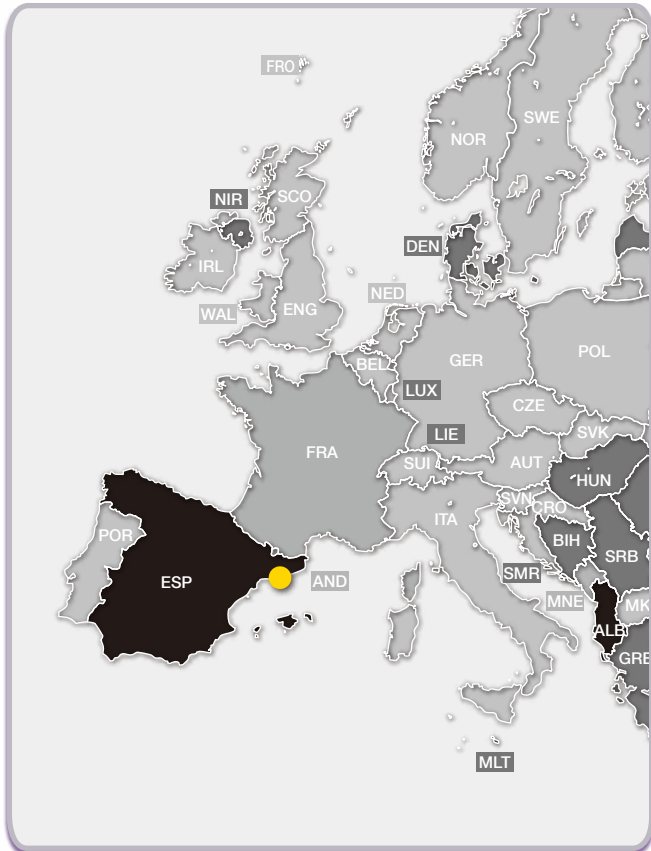 FRO
SWE
NOR
SCO
NIR
DEN
IRL
NED
WAL
ENG
POL
GER
BEL
LUX
CZE
LIE
SVK
FRA
SUI
AUT
HUN
SVN
CRO
ITA
POR
BIH
SRB
SMR
ESP
AND
MNE
MK
ALB
GRE
MLT